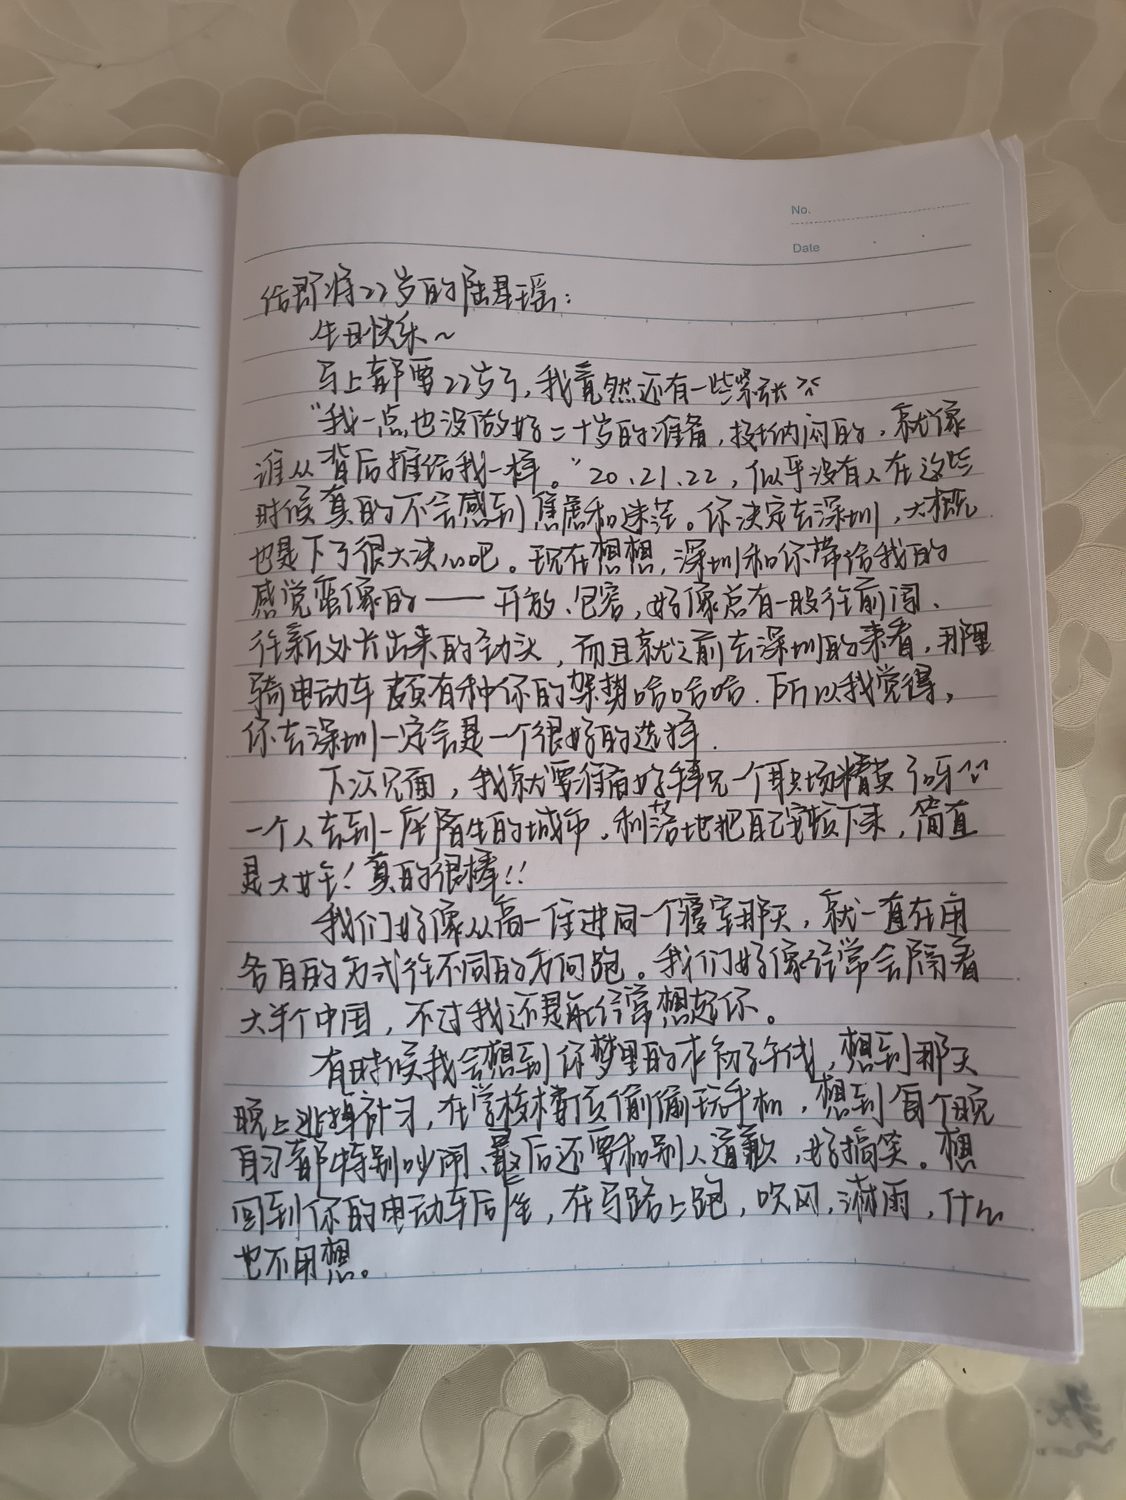 No.
Date
给即将22岁的陆星瑶:
生日快乐~
马上都要22岁了,我竟然还有一些紧张
“我一点也没做好二十岁的准备,接纳闷的,就像
谁从背后推给我一样。”20、21、22,似乎没有人在这些
时候真的不会感到焦虑和迷茫。你决定去深圳,大概
也是下了很大决心吧。现在想想,深圳和你带给我的
感觉蛮像的——开放、包容,好像总有一股往前闯、
往新处长出来的劲头,而且就之前去深圳的来看,那里
骑电动车颇有种你的架势哈哈哈.所以我觉得,
你去深圳一定会是一个很好的选择.
下次见面,我就要准备好拜见一个职场精英了呀^^
一个人去到一座陌生的城市,利落地把自己安顿下来,简直
是大女主!真的很棒!!
我们好像从高一住进同一个寝室那天,就一直在用
各自的方式往不同的方向跑。我们好像经常会隔着
大半个中国,不过我还是能经常想起你。
有时候我会想到你梦里的木初子午线,想到那天
晚上逃掉补习,在学校楼顶偷偷玩手机,想到每个晚
自习都特别吵闹、最后还要和别人道歉,好搞笑。想
回到你的电动车后座,在马路上跑,吹风,淋雨,什么
也不用想。